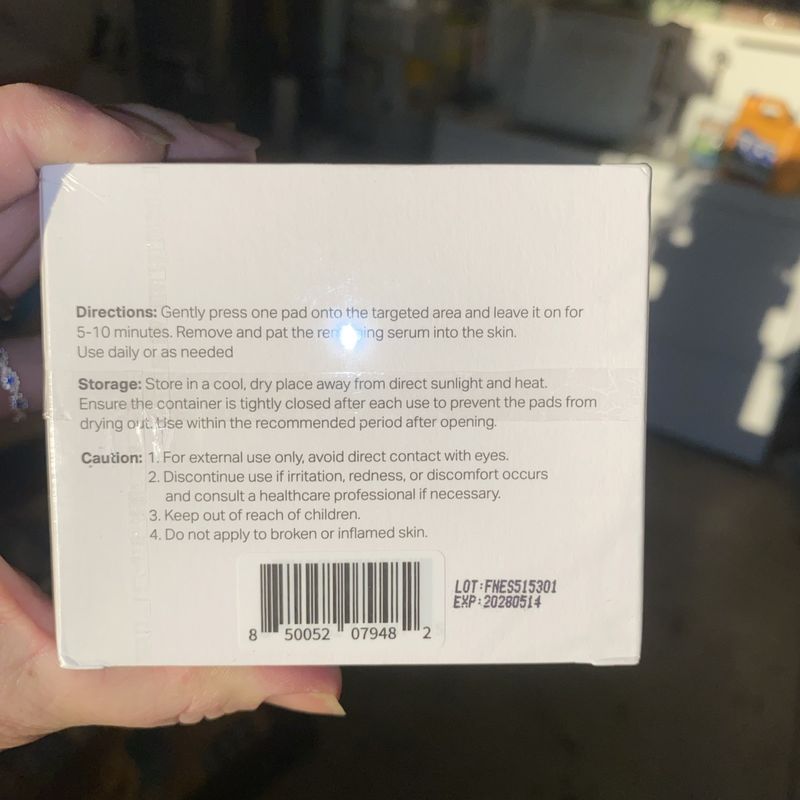 Directions: Gently press one pad onto the targeted area and leave it on for
5-10 minutes. Remove and pat the remaining serum into the skin.
Use daily or as needed
Storage: Store in a cool, dry place away from direct sunlight and heat.
Ensure the container is tightly closed after each use to prevent the pads from
drying out. Use within the recommended period after opening.
Caution: 1. For external use only, avoid direct contact with eyes.
2. Discontinue use if irritation, redness, or discomfort occurs
and consult a healthcare professional if necessary.
3. Keep out of reach of children.
4. Do not apply to broken or inflamed skin.
8 50052 07948 2
LOT:FNES515301
EXP:20280514